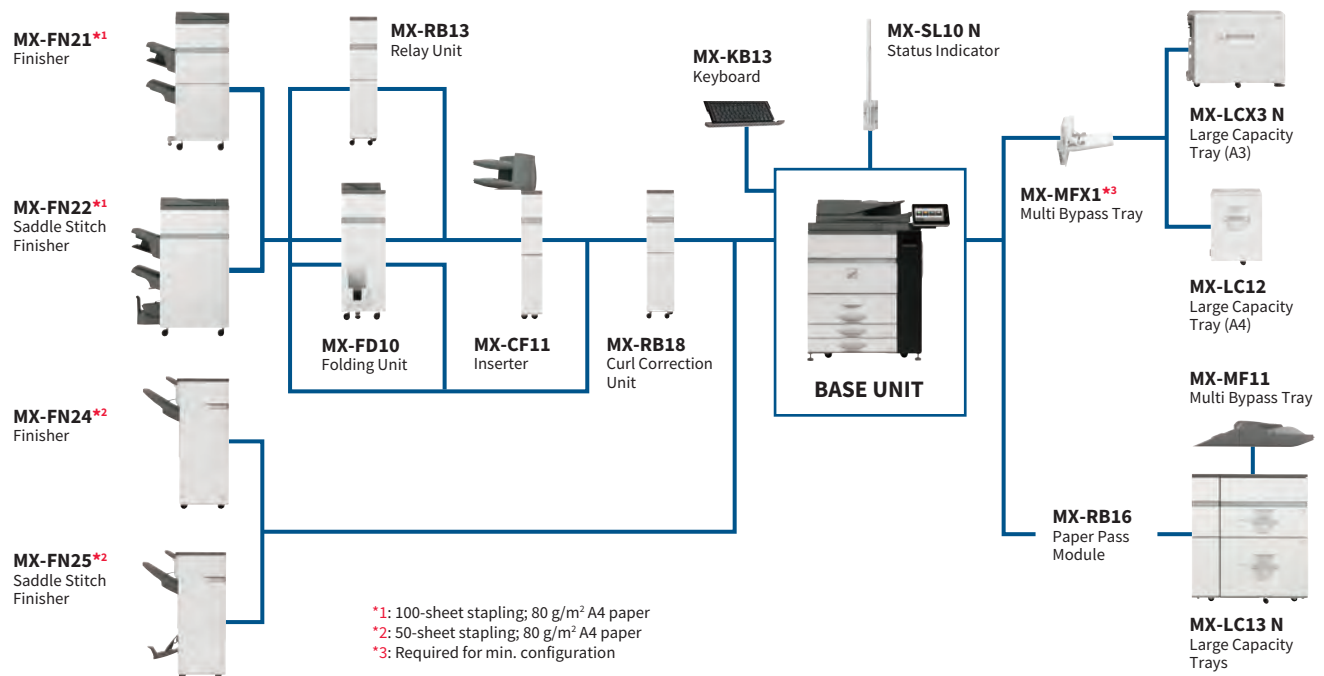 MX-FN21*1
Finisher
MX-RB13
Relay Unit
MX-KB13
Keyboard
MX-SL10 N
Status Indicator
MX-LCX3 N
Large Capacity
Tray (A3)
MX-FN22*1
Saddle Stitch
Finisher
MX-MFX1*3
Multi Bypass Tray
MX-LC12
Large Capacity
Tray (A4)
MX-FD10
Folding Unit
MX-CF11
Inserter
MX-RB18
Curl Correction
Unit
BASE UNIT
MX-MF11
Multi Bypass Tray
MX-FN24*2
Finisher
MX-RB16
Paper Pass
Module
MX-FN25*2
Saddle Stitch
Finisher
*1: 100-sheet stapling; 80 g/m2 A4 paper
*2: 50-sheet stapling; 80 g/m2 A4 paper
*3: Required for min. configuration
MX-LC13 N
Large Capacity
Trays